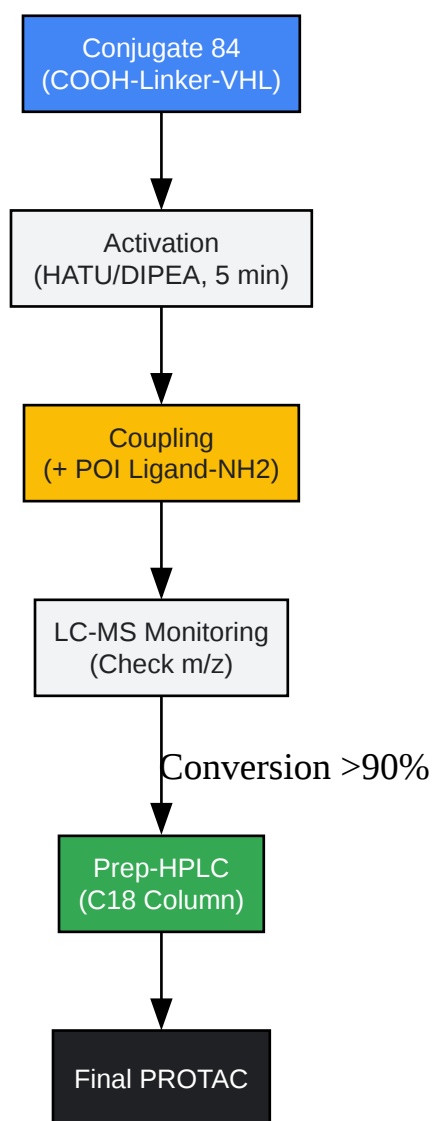 Conjugate 84
(COOH-Linker-VHL)
Activation
(HATU/DIPEA, 5 min)
Coupling
(+ POI Ligand-NH2)
LC-MS Monitoring
(Check m/z)
Conversion >90%
Prep-HPLC
(C18 Column)
Final PROTAC